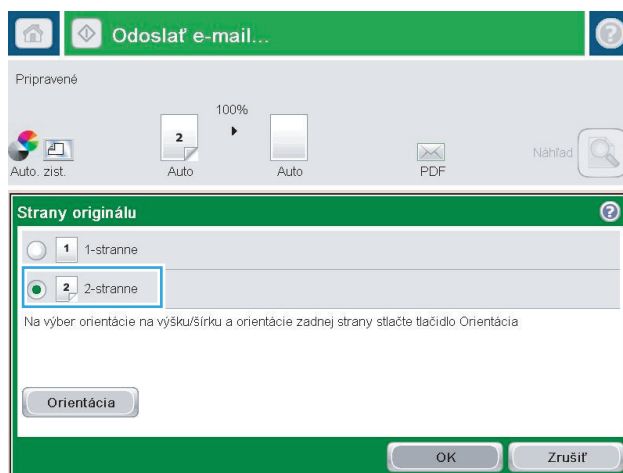 Odoslať e-mail...
Pripravené
100%
2
Auto. zist.
Auto
Auto
PDF
Náhľad
Strany originálu
1 1-stranne
2 2-stranne
Na výber orientácie na výšku/šírku a orientácie zadnej strany stlačte tlačidlo Orientácia
Orientácia
OK
Zrušiť